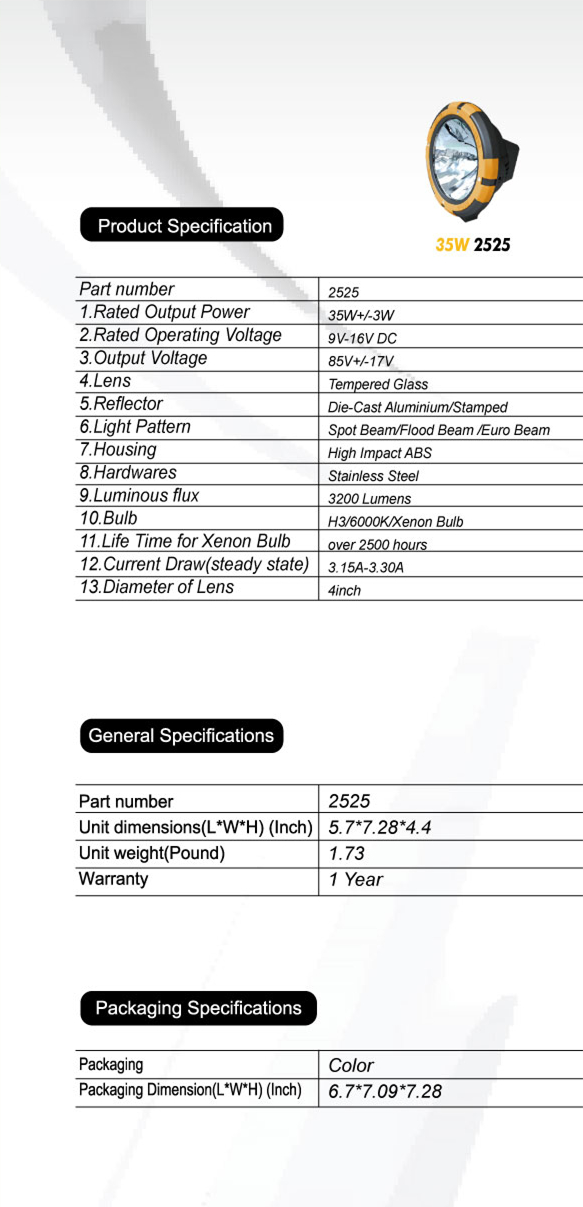 Product Specification
35W 2525
Part number 2525
1.Rated Output Power 35W+/-3W
2.Rated Operating Voltage 9V-16V DC
3.Output Voltage 85V+/-17V
4.Lens Tempered Glass
5.Reflector Die-Cast Aluminium/Stamped
6.Light Pattern Spot Beam/Flood Beam /Euro Beam
7.Housing High Impact ABS
8.Hardwares Stainless Steel
9.Luminous flux 3200 Lumens
10.Bulb H3/6000K/Xenon Bulb
11.Life Time for Xenon Bulb over 2500 hours
12.Current Draw(steady state) 3.15A-3.30A
13.Diameter of Lens 4inch
General Specifications
Part number 2525
Unit dimensions(L*W*H) (Inch) 5.7*7.28*4.4
Unit weight(Pound) 1.73
Warranty 1 Year
Packaging Specifications
Packaging Color
Packaging Dimension(L*W*H) (Inch) 6.7*7.09*7.28